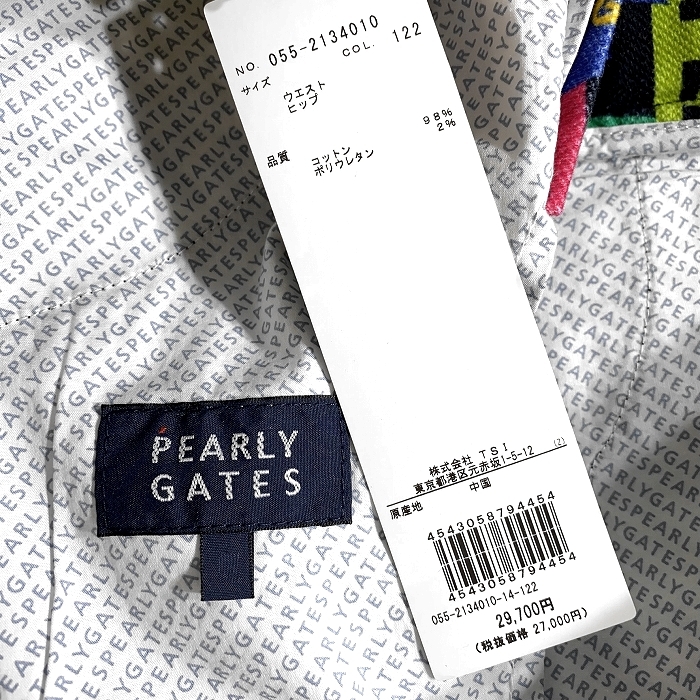 NO. 055-2134010
サイズ COL. 122
ウエスト
ヒップ
品質 コットン 98%
ポリウレタン 2%
株式会社 TSI
東京都港区元赤坂1-5-12 (2)
原産地 中国
4543058794454
4543058794454
055-2134010-14-122
29,700円
(税抜価格 27,000円)
PEARLY
GATES